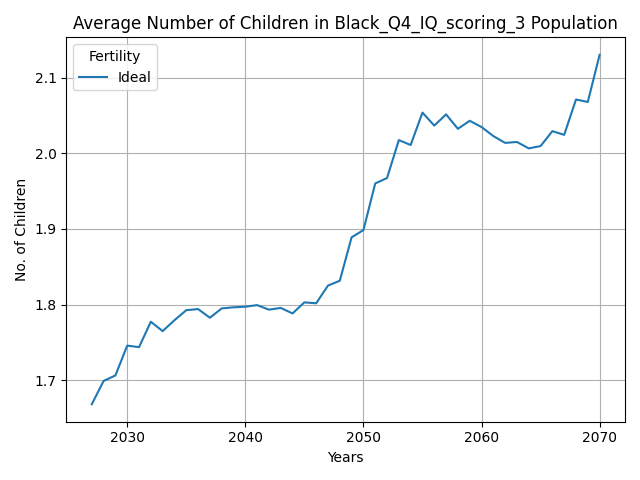 Average Number of Children in Black_Q4_IQ_scoring_3 Population
Fertility
Ideal
No. of Children
2.1
2.0
1.9
1.8
1.7
2030 2040 2050 2060 2070
Years